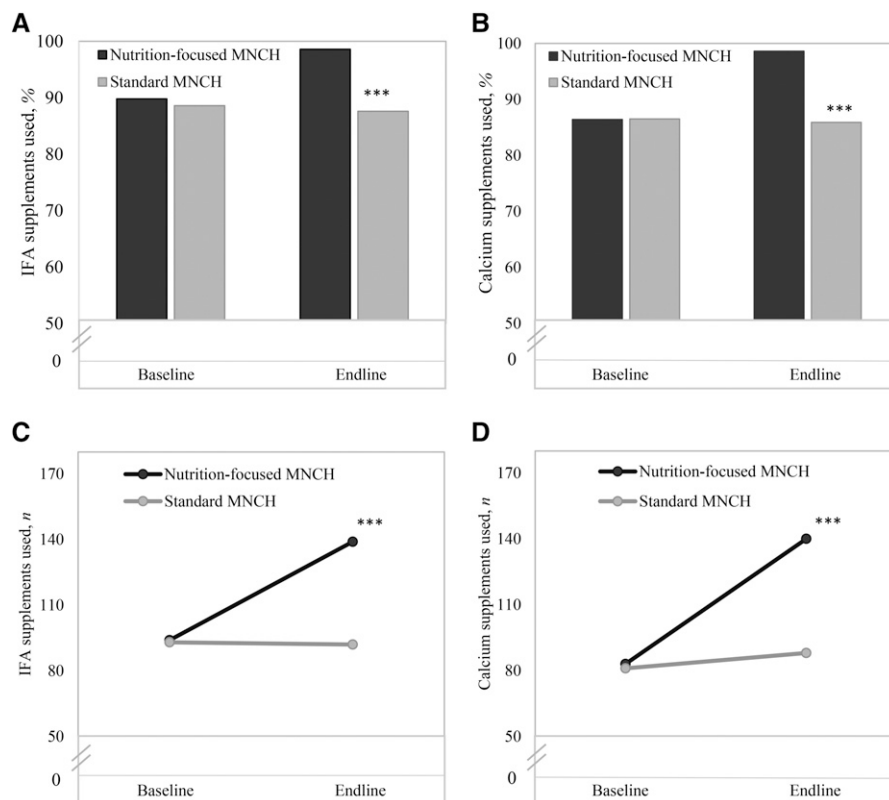 A
IFA supplements used, %
100
90
80
70
60
50
0
Nutrition-focused MNCH
Standard MNCH
***
Baseline
Endline
B
Calcium supplements used, %
100
90
80
70
60
50
0
Nutrition-focused MNCH
Standard MNCH
***
Baseline
Endline
C
IFA supplements used, n
170
140
110
80
50
0
Nutrition-focused MNCH
Standard MNCH
***
Baseline
Endline
D
Calcium supplements used, n
170
140
110
80
50
0
Nutrition-focused MNCH
Standard MNCH
***
Baseline
Endline